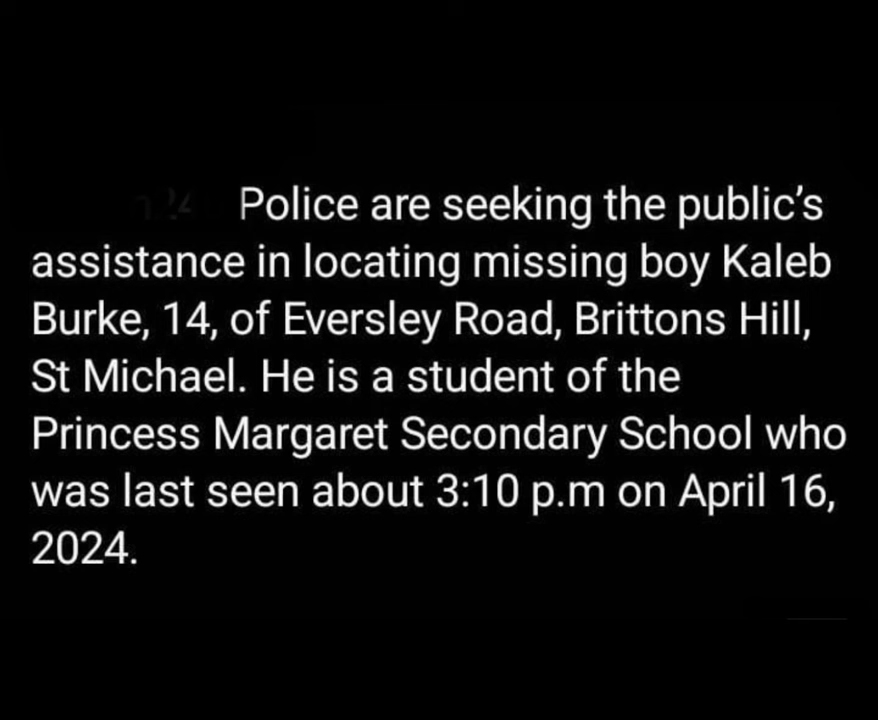 Police are seeking the public’s
assistance in locating missing boy Kaleb
Burke, 14, of Eversley Road, Brittons Hill,
St Michael. He is a student of the
Princess Margaret Secondary School who
was last seen about 3:10 p.m on April 16,
2024.